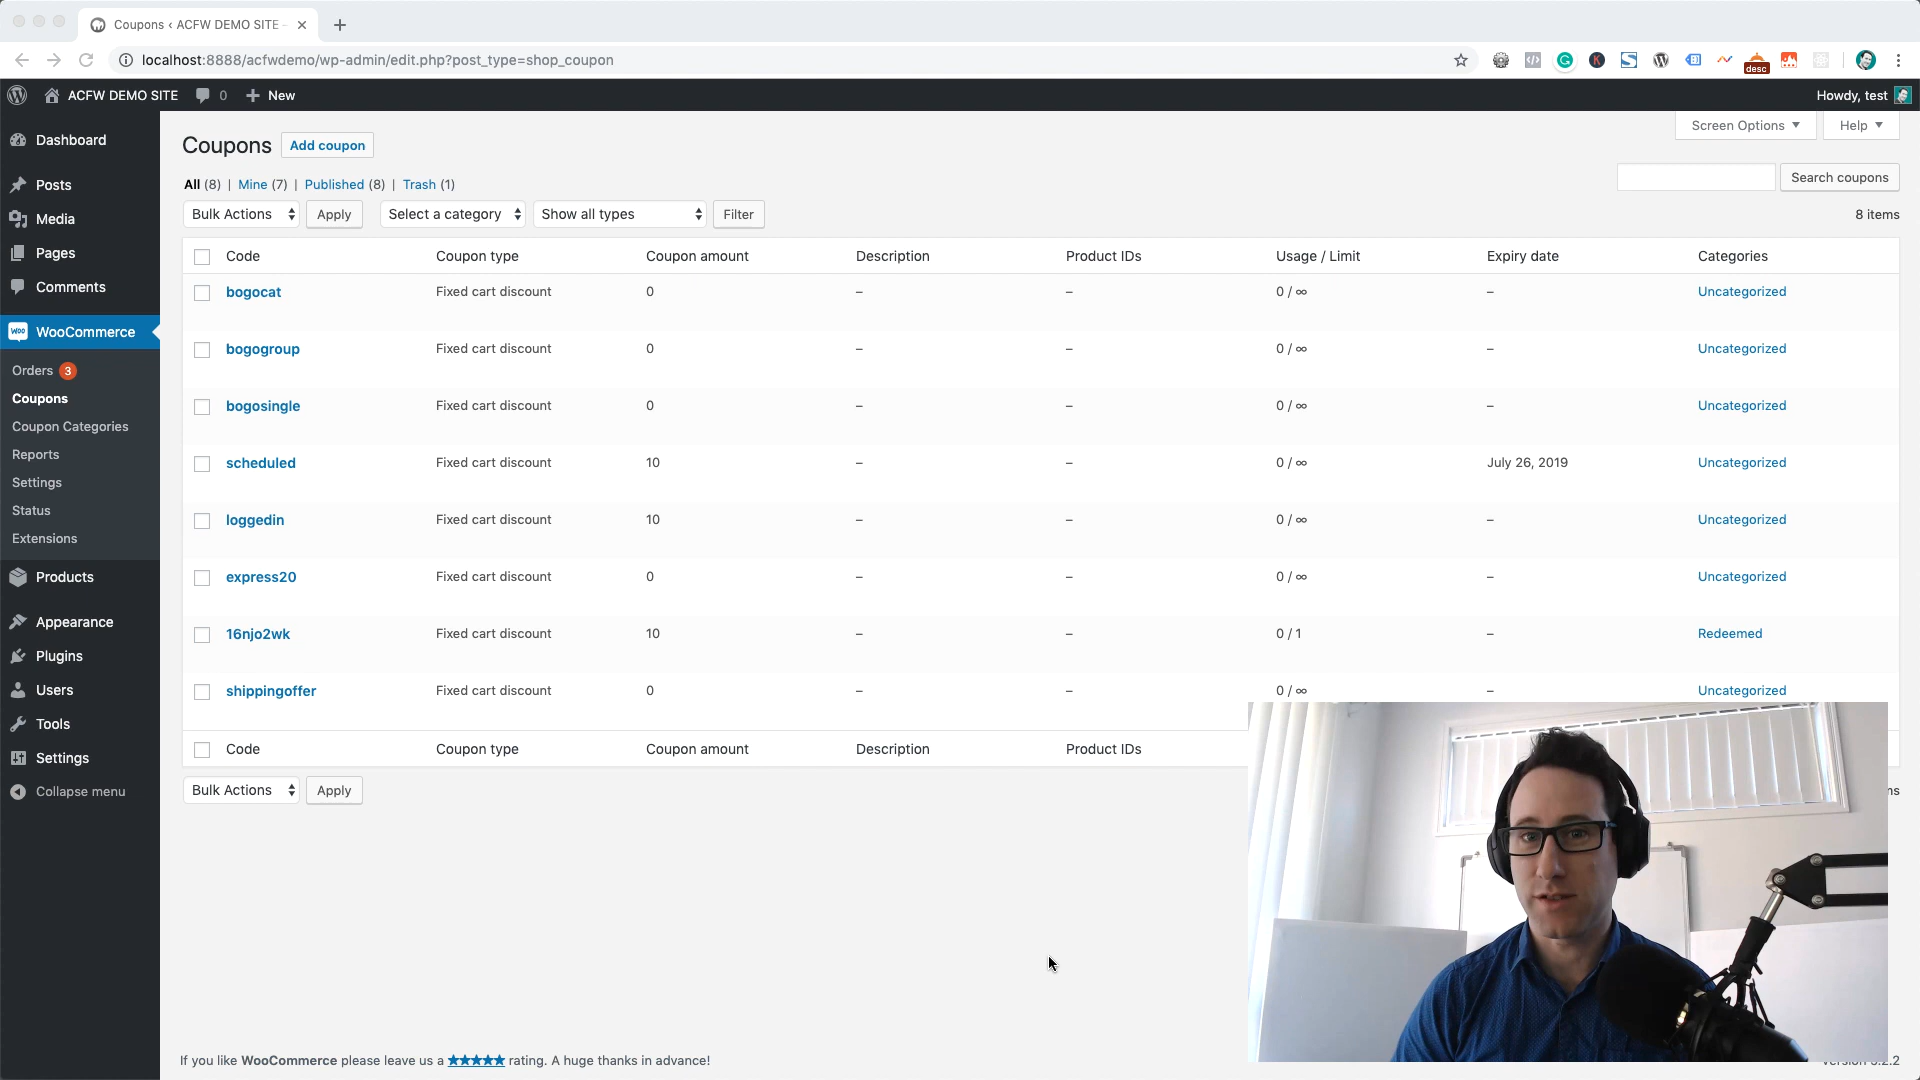 Coupons ‹ ACFW DEMO SITE -
localhost:8888/acfwdemo/wp-admin/edit.php?post_type=shop_coupon
desc
ACFW DEMO SITE 0 New Howdy, test
Screen Options Help
Dashboard
Posts
Media
Pages
Comments
WooCommerce
Orders 3
Coupons
Coupon Categories
Reports
Settings
Status
Extensions
Products
Appearance
Plugins
Users
Tools
Settings
Collapse menu
Coupons Add coupon
All (8) | Mine (7) | Published (8) | Trash (1)
Search coupons
Bulk Actions Apply Select a category Show all types Filter 8 items
Code Coupon type Coupon amount Description Product IDs Usage / Limit Expiry date Categories
bogocat Fixed cart discount 0 – – 0 / ∞ – Uncategorized
bogogroup Fixed cart discount 0 – – 0 / ∞ – Uncategorized
bogosingle Fixed cart discount 0 – – 0 / ∞ – Uncategorized
scheduled Fixed cart discount 10 – – 0 / ∞ July 26, 2019 Uncategorized
loggedin Fixed cart discount 10 – – 0 / ∞ – Uncategorized
express20 Fixed cart discount 0 – – 0 / ∞ – Uncategorized
16njo2wk Fixed cart discount 10 – – 0 / 1 – Redeemed
shippingoffer Fixed cart discount 0 – – 0 / ∞ – Uncategorized
Code Coupon type Coupon amount Description Product IDs
Bulk Actions Apply
If you like WooCommerce please leave us a ★★★★★ rating. A huge thanks in advance!